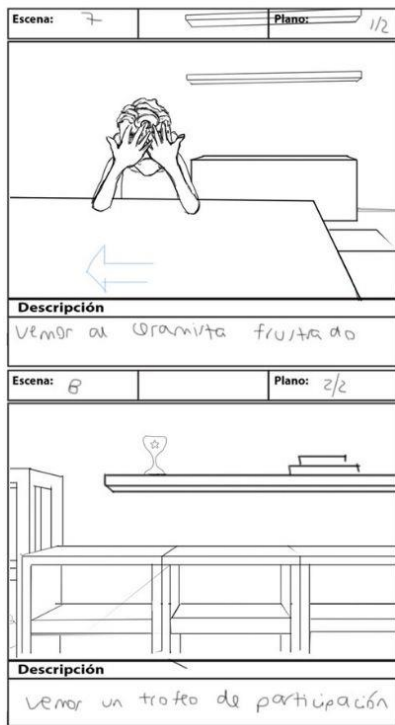 Escena: 7 Plano: 1/2
Descripción
vemos al ceramista frustrado
Escena: 8 Plano: 2/2
Descripción
vemos un trofeo de participación